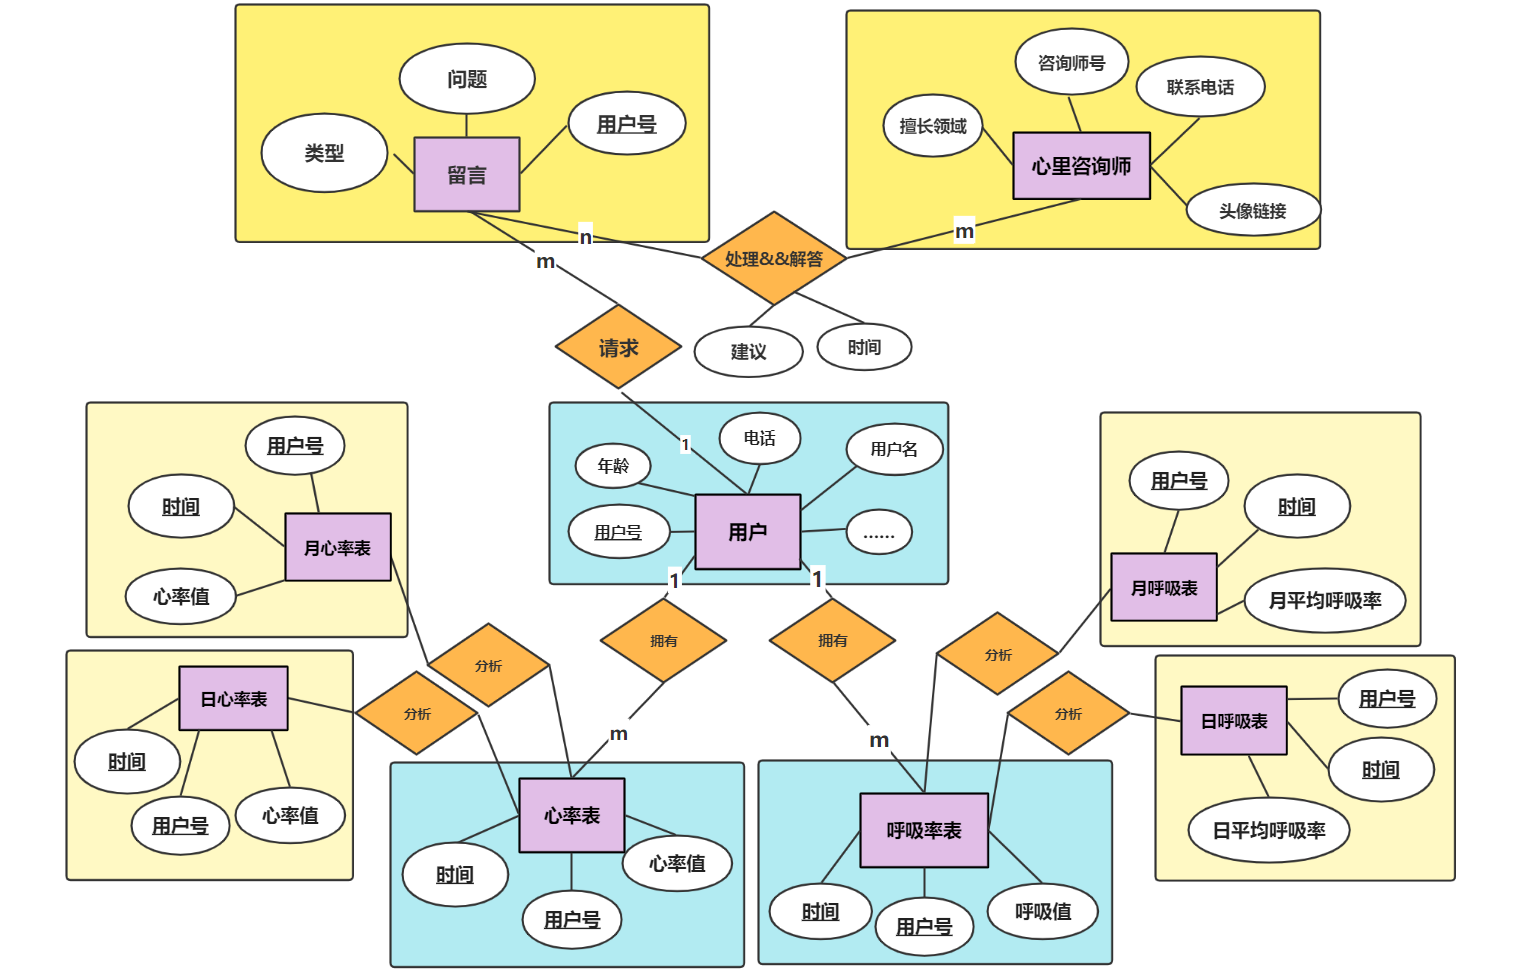 问题
类型
用户号
留言
咨询师号
联系电话
擅长领域
心里咨询师
头像链接
n
m
m
处理&&解答
请求
建议
时间
1
用户号
时间
月心率表
心率值
电话
年龄
用户名
用户号
用户
......
1
1
用户号
时间
月呼吸表
月平均呼吸率
分析
拥有
拥有
分析
日心率表
分析
时间
用户号
心率值
m
m
分析
日呼吸表
用户号
时间
日平均呼吸率
心率表
时间
用户号
心率值
呼吸率表
时间
用户号
呼吸值